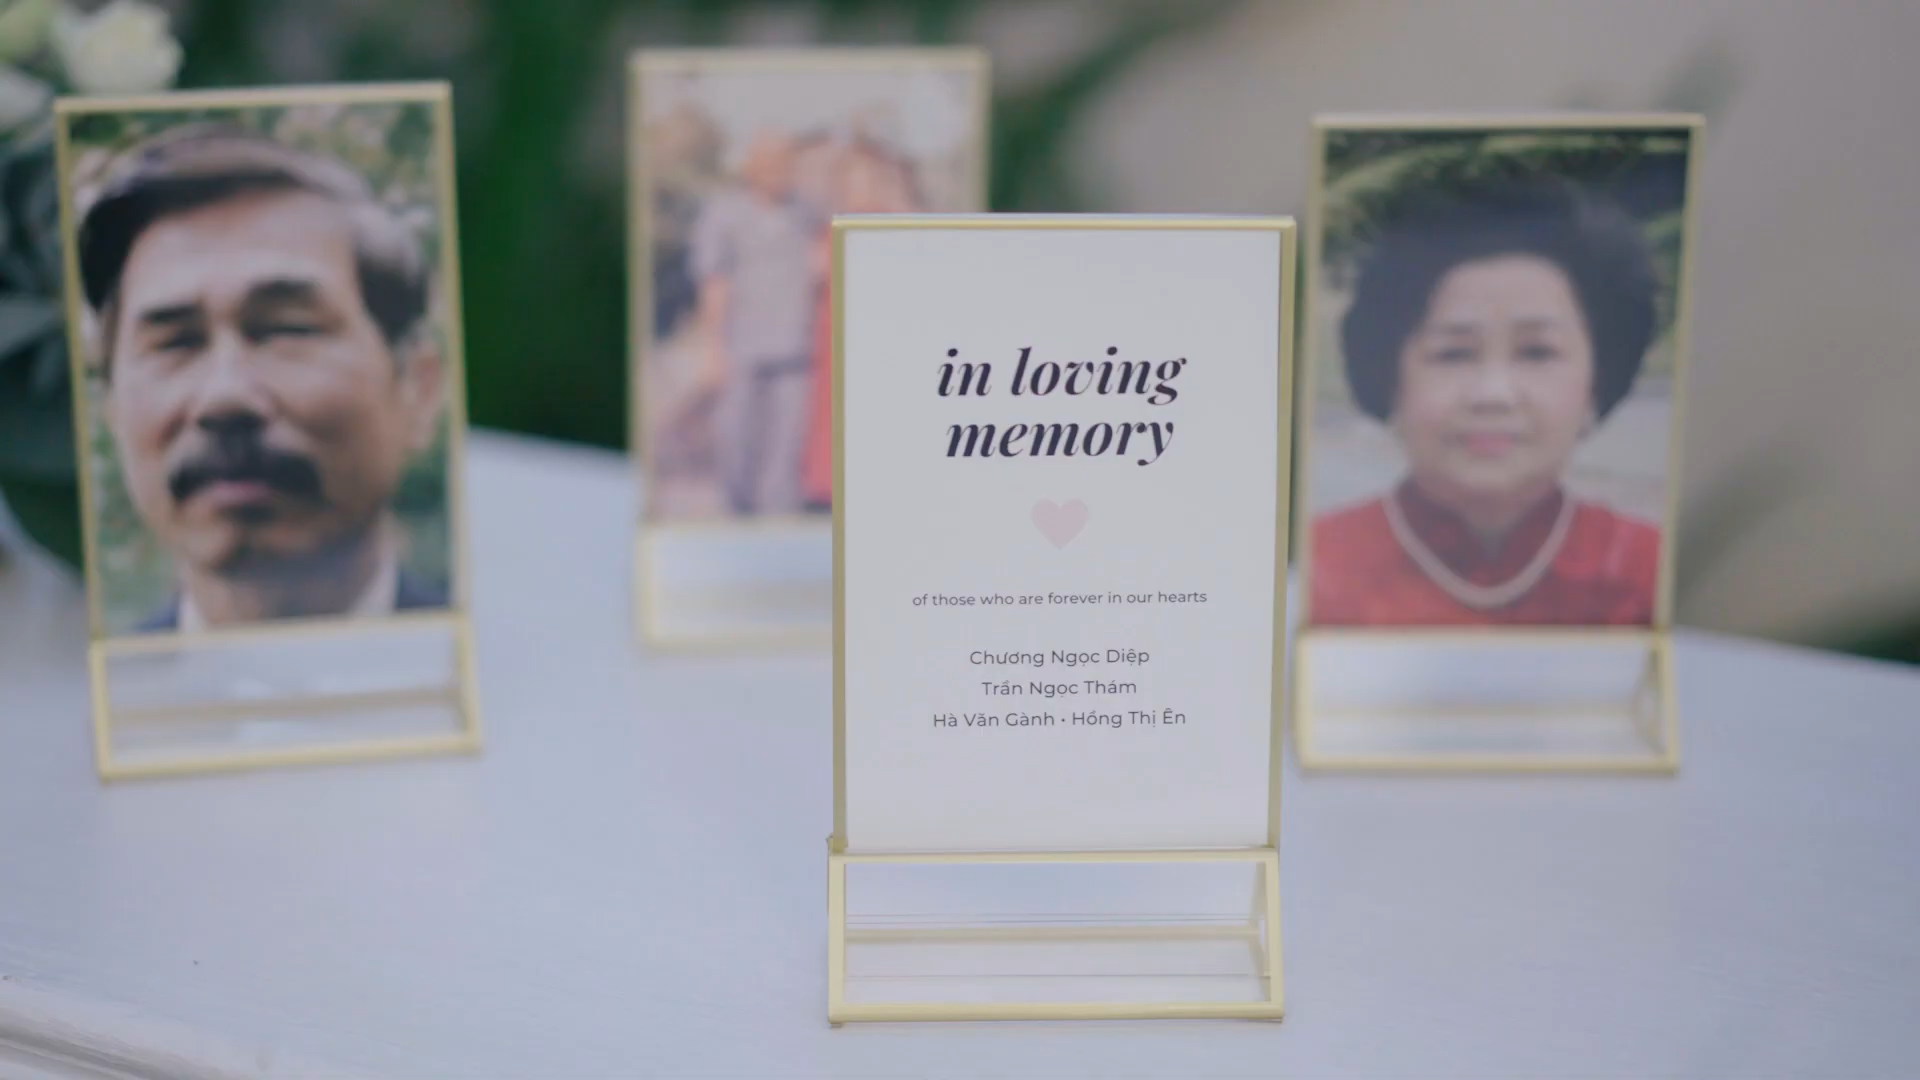 in loving
memory
of those who are forever in our hearts
Chương Ngọc Diệp
Trần Ngọc Thám
Hà Văn Gành • Hồng Thị Ên